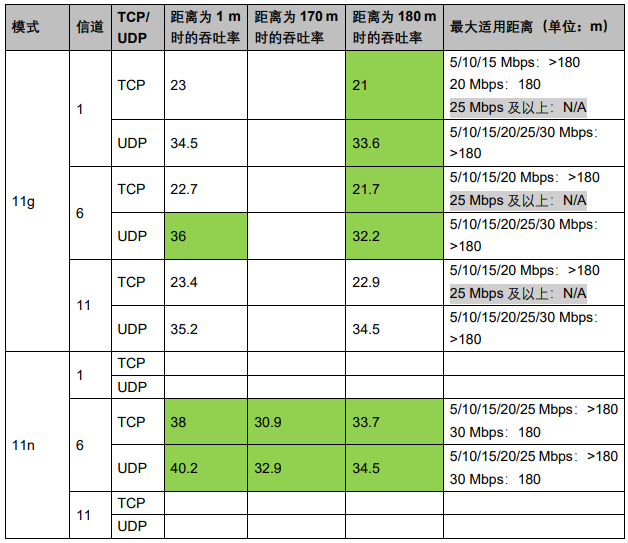 模式 信道 TCP/UDP 距离为 1 m 时的吞吐率 距离为 170 m 时的吞吐率 距离为 180 m 时的吞吐率 最大适用距离（单位：m）
11g 1 TCP 23 21 5/10/15 Mbps：>180
20 Mbps：180
25 Mbps 及以上：N/A
UDP 34.5 33.6 5/10/15/20/25/30 Mbps：
>180
6 TCP 22.7 21.7 5/10/15/20 Mbps：>180
25 Mbps 及以上：N/A
UDP 36 32.2 5/10/15/20/25/30 Mbps：
>180
11 TCP 23.4 22.9 5/10/15/20 Mbps：>180
25 Mbps 及以上：N/A
UDP 35.2 34.5 5/10/15/20/25/30 Mbps：
>180
11n 1 TCP
UDP
6 TCP 38 30.9 33.7 5/10/15/20/25 Mbps：>180
30 Mbps：180
UDP 40.2 32.9 34.5 5/10/15/20/25 Mbps：>180
30 Mbps：180
11 TCP
UDP